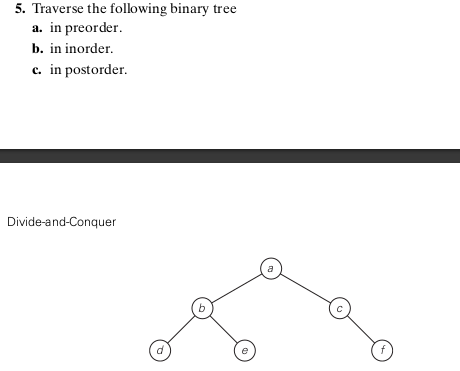 5. Traverse the following binary tree
a. in preorder.
b. in inorder.
c. in postorder.
Divide-and-Conquer
a
b
c
d
e
f